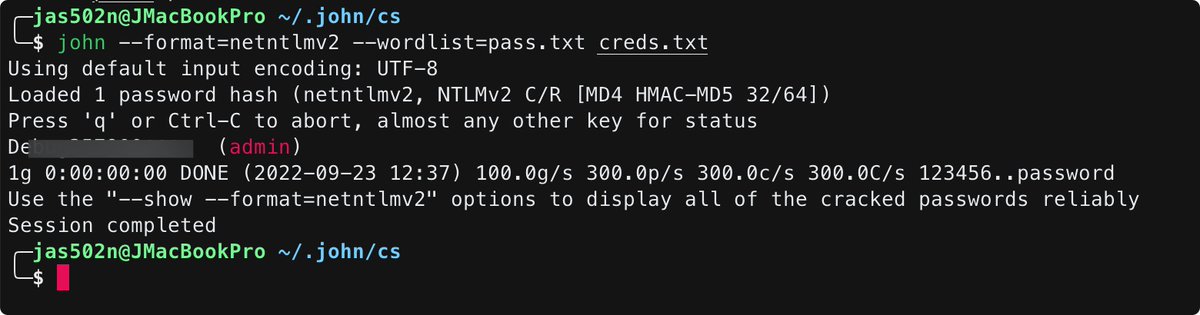 jas502n@JMacBookPro ~/.john/cs
$ john --format=netntlmv2 --wordlist=pass.txt creds.txt
Using default input encoding: UTF-8
Loaded 1 password hash (netntlmv2, NTLMv2 C/R [MD4 HMAC-MD5 32/64])
Press 'q' or Ctrl-C to abort, almost any other key for status
(admin)
1g 0:00:00:00 DONE (2022-09-23 12:37) 100.0g/s 300.0p/s 300.0c/s 300.0C/s 123456..password
Use the "--show --format=netntlmv2" options to display all of the cracked passwords reliably
Session completed
jas502n@JMacBookPro ~/.john/cs
$